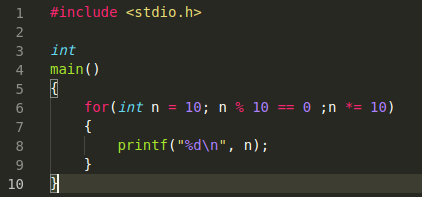 1 #include <stdio.h>
2
3 int
4 main()
5 {
6     for(int n = 10; n % 10 == 0 ;n *= 10)
7     {
8         printf("%d\n", n);
9     }
10 }